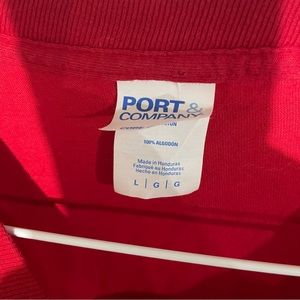 PORT &
COMPANY
100% ALGODÓN
Made in Honduras
Fabriqué au Honduras
Hecho en Honduras
L | G | G